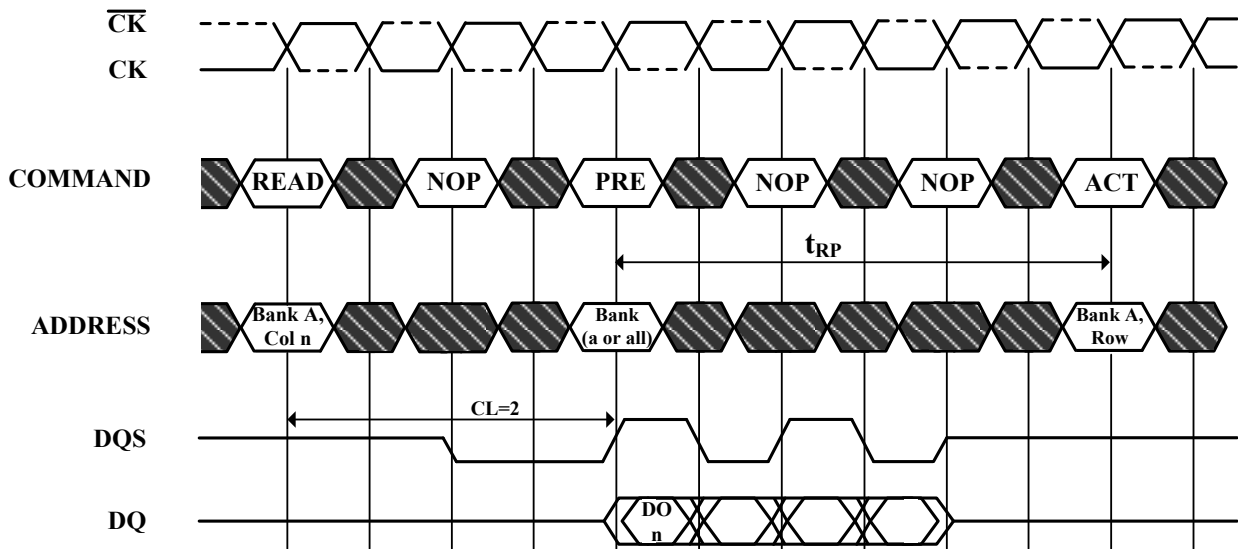 CK
CK
COMMAND
READ NOP PRE NOP NOP ACT
tRP
ADDRESS
Bank A, Col n
Bank (a or all)
Bank A, Row
CL=2
DQS
DQ
DO n